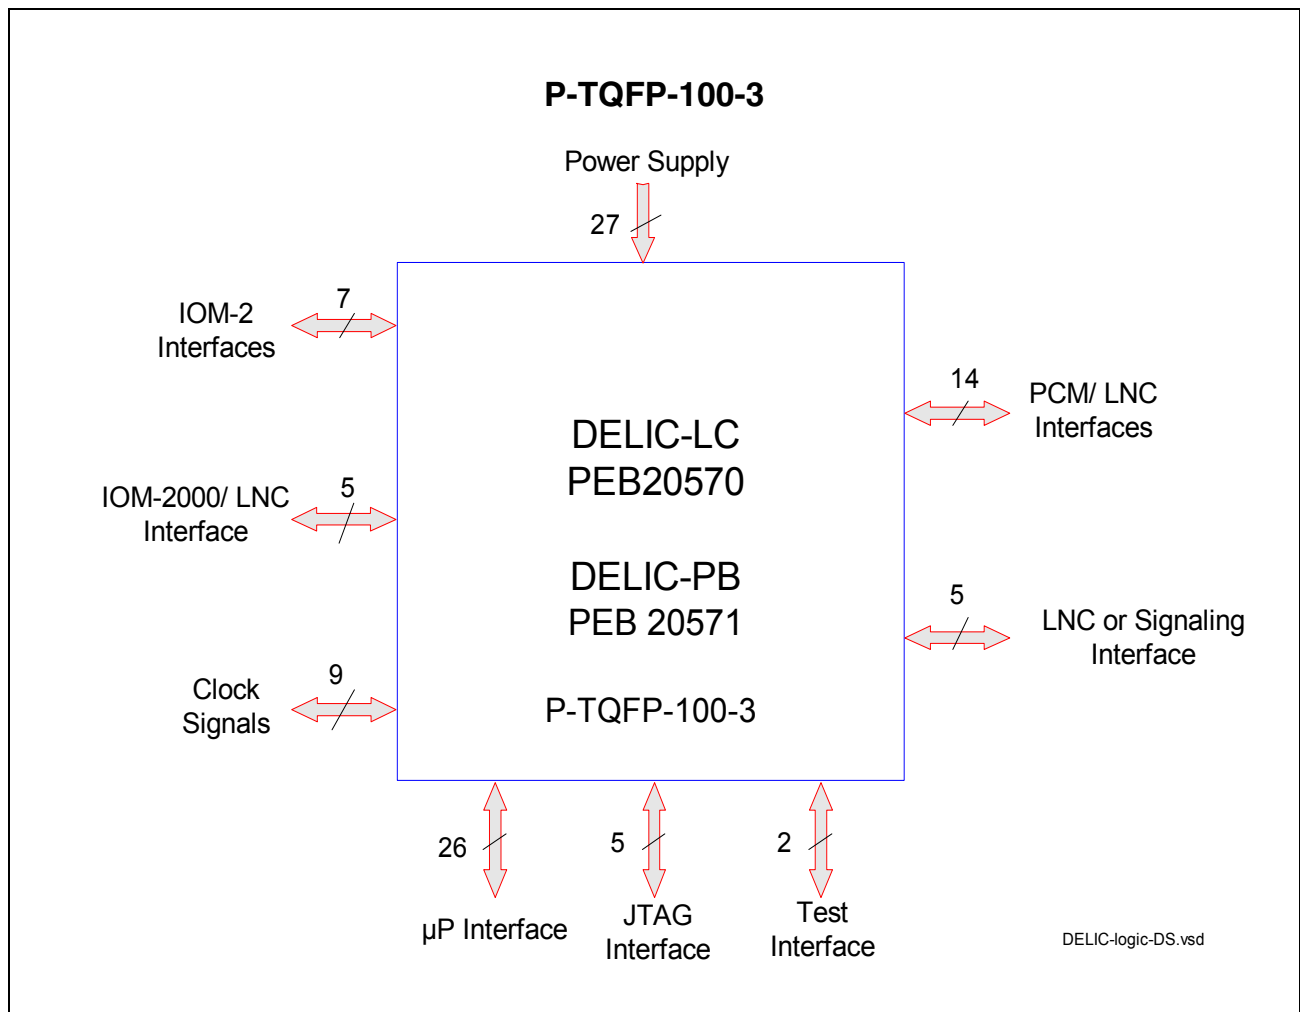 P-TQFP-100-3
Power Supply
27
7
IOM-2
Interfaces
14
PCM/ LNC
Interfaces
DELIC-LC
PEB20570
5
IOM-2000/ LNC
Interface
DELIC-PB
PEB 20571
5
LNC or Signaling
Interface
9
Clock
Signals
P-TQFP-100-3
26
5
2
µP Interface
JTAG
Interface
Test
Interface
DELIC-logic-DS.vsd